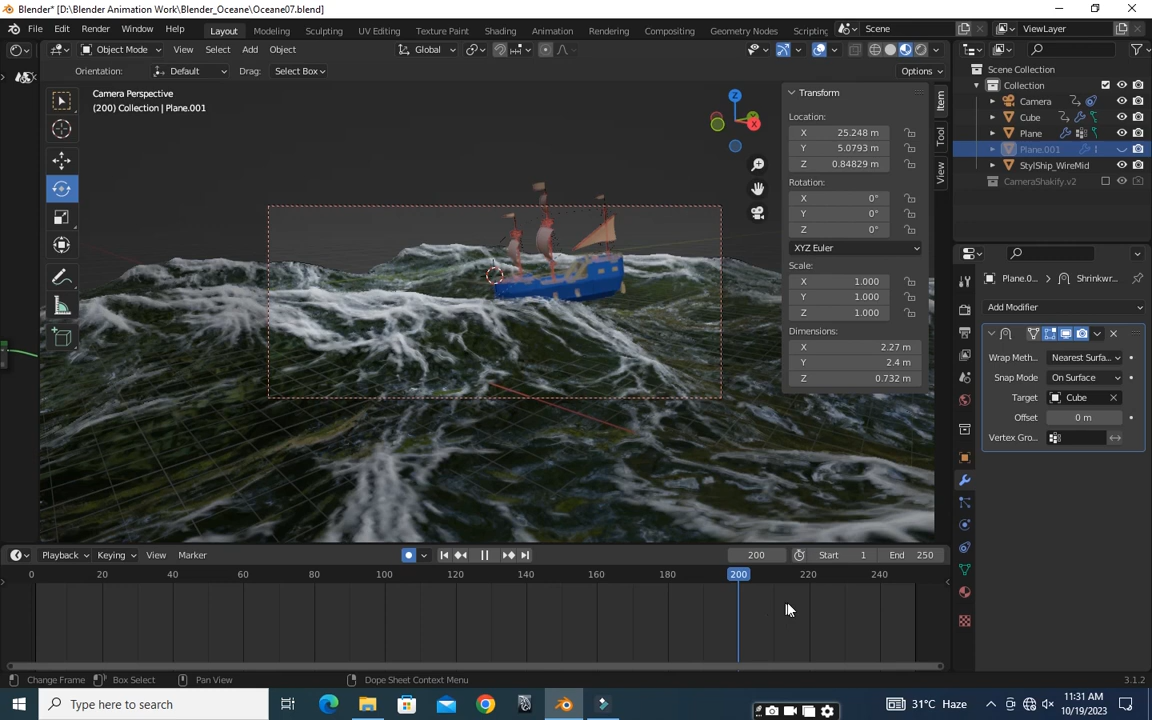 Blender* [D:\Blender Animation Work\Blender_Oceane\Oceane07.blend]
File Edit Render Window Help Layout Modeling Sculpting UV Editing Texture Paint Shading Animation Rendering Compositing Geometry Nodes Scripting Scene ViewLayer
Object Mode View Select Add Object Global
Orientation: Default Drag: Select Box Options
Camera Perspective
(200) Collection | Plane.001
Z
X
Transform
Location:
X 25.248 m
Y 5.0793 m
Z 0.84829 m
Rotation:
X 0°
Y 0°
Z 0°
XYZ Euler
Scale:
X 1.000
Y 1.000
Z 1.000
Dimensions:
X 2.27 m
Y 2.4 m
Z 0.732 m
Item
Tool
View
Scene Collection
Collection
Camera
Cube
Plane
Plane.001
StylShip_WireMid
CameraShakify.v2
Plane.0... Shrinkwr...
Add Modifier
Wrap Meth... Nearest Surfa...
Snap Mode On Surface
Target Cube
Offset 0 m
Vertex Gro...
Playback Keying View Marker 200 Start 1 End 250
0 20 40 60 80 100 120 140 160 180 200 220 240
Change Frame Box Select Pan View Dope Sheet Context Menu 3.1.2
Type here to search 31°C Haze 11:31 AM
10/19/2023